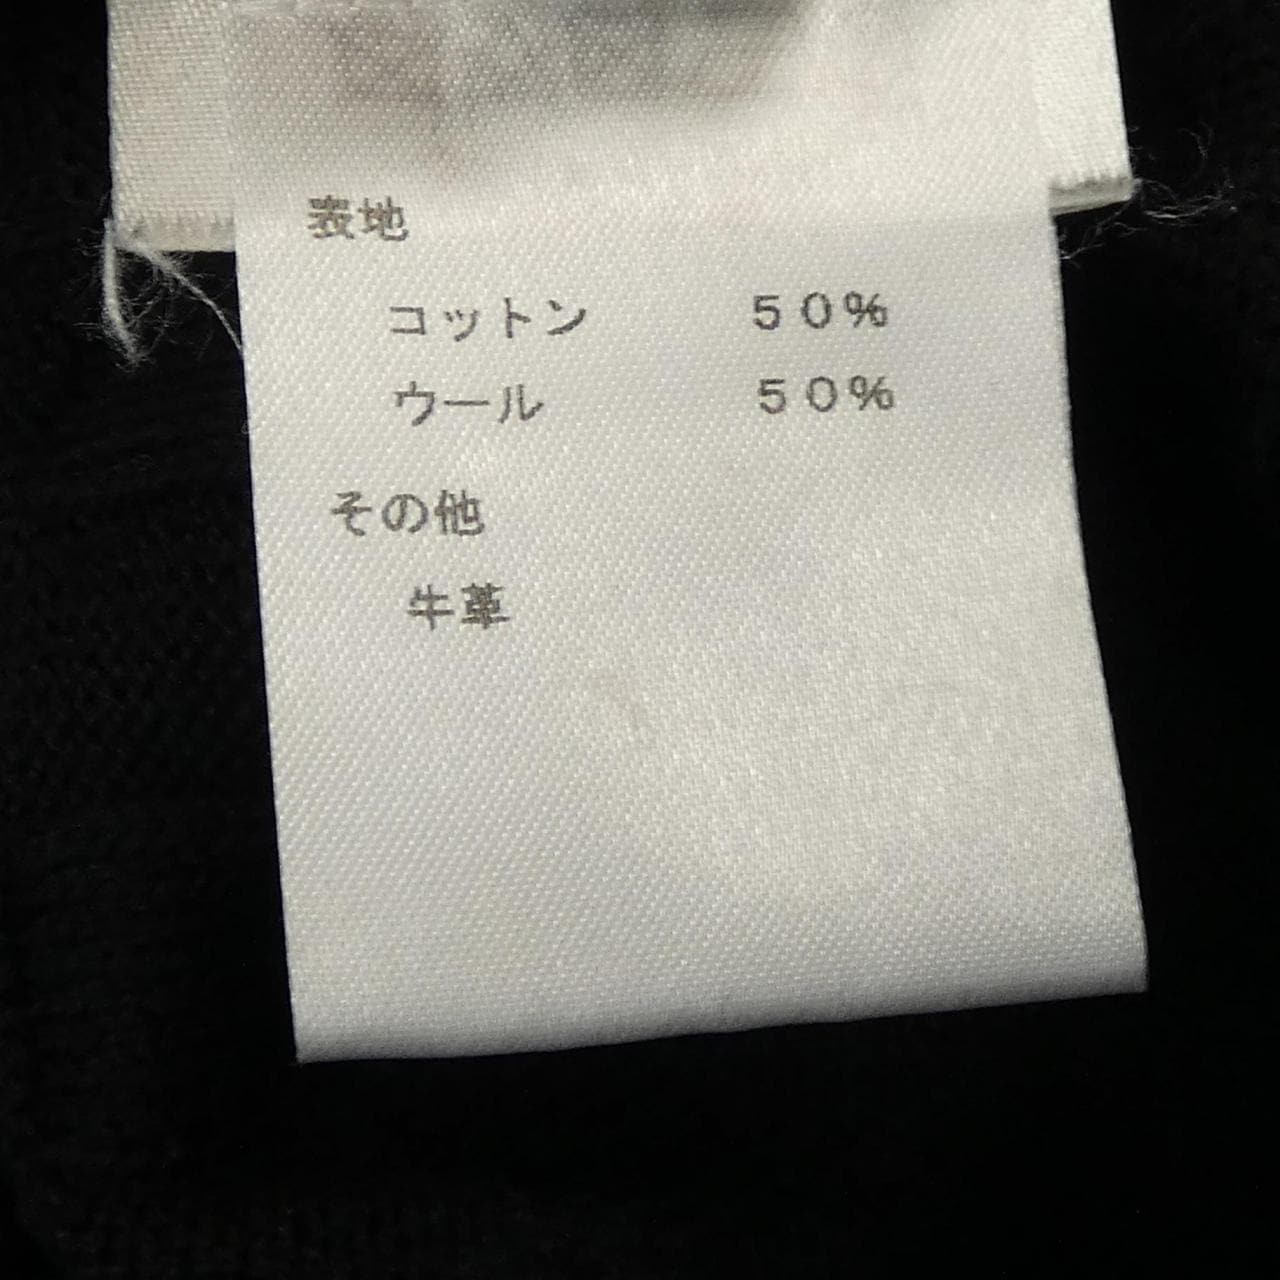 表地
コットン ５０％
ウール ５０％
その他
牛革